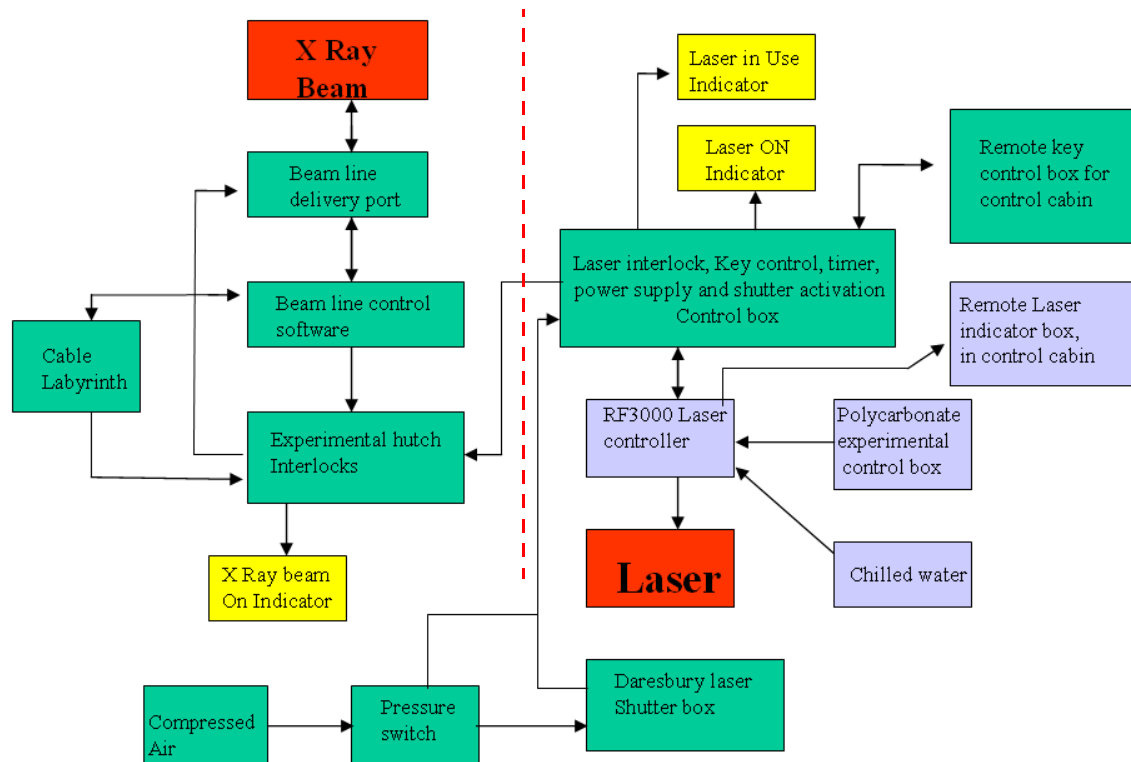 X Ray
Beam
Beam line
delivery port
Beam line control
software
Cable
Labyrinth
Experimental hutch
Interlocks
X Ray beam
On Indicator
Laser in Use
Indicator
Laser ON
Indicator
Remote key
control box for
control cabin
Laser interlock, Key control, timer,
power supply and shutter activation
Control box
Remote Laser
indicator box,
in control cabin
RF3000 Laser
controller
Polycarbonate
experimental
control box
Laser
Chilled water
Compressed
Air
Pressure
switch
Daresbury laser
Shutter box